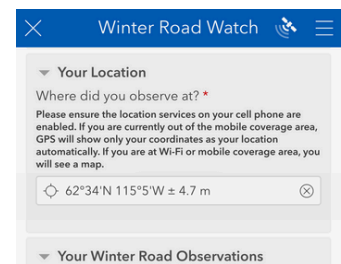 Winter Road Watch
Your Location
Where did you observe at? *
Please ensure the location services on your cell phone are
enabled. If you are currently out of the mobile coverage area,
GPS will show only your coordinates as your location
automatically. If you are at Wi-Fi or mobile coverage area, you
will see a map.
62°34'N 115°5'W ± 4.7 m
Your Winter Road Observations